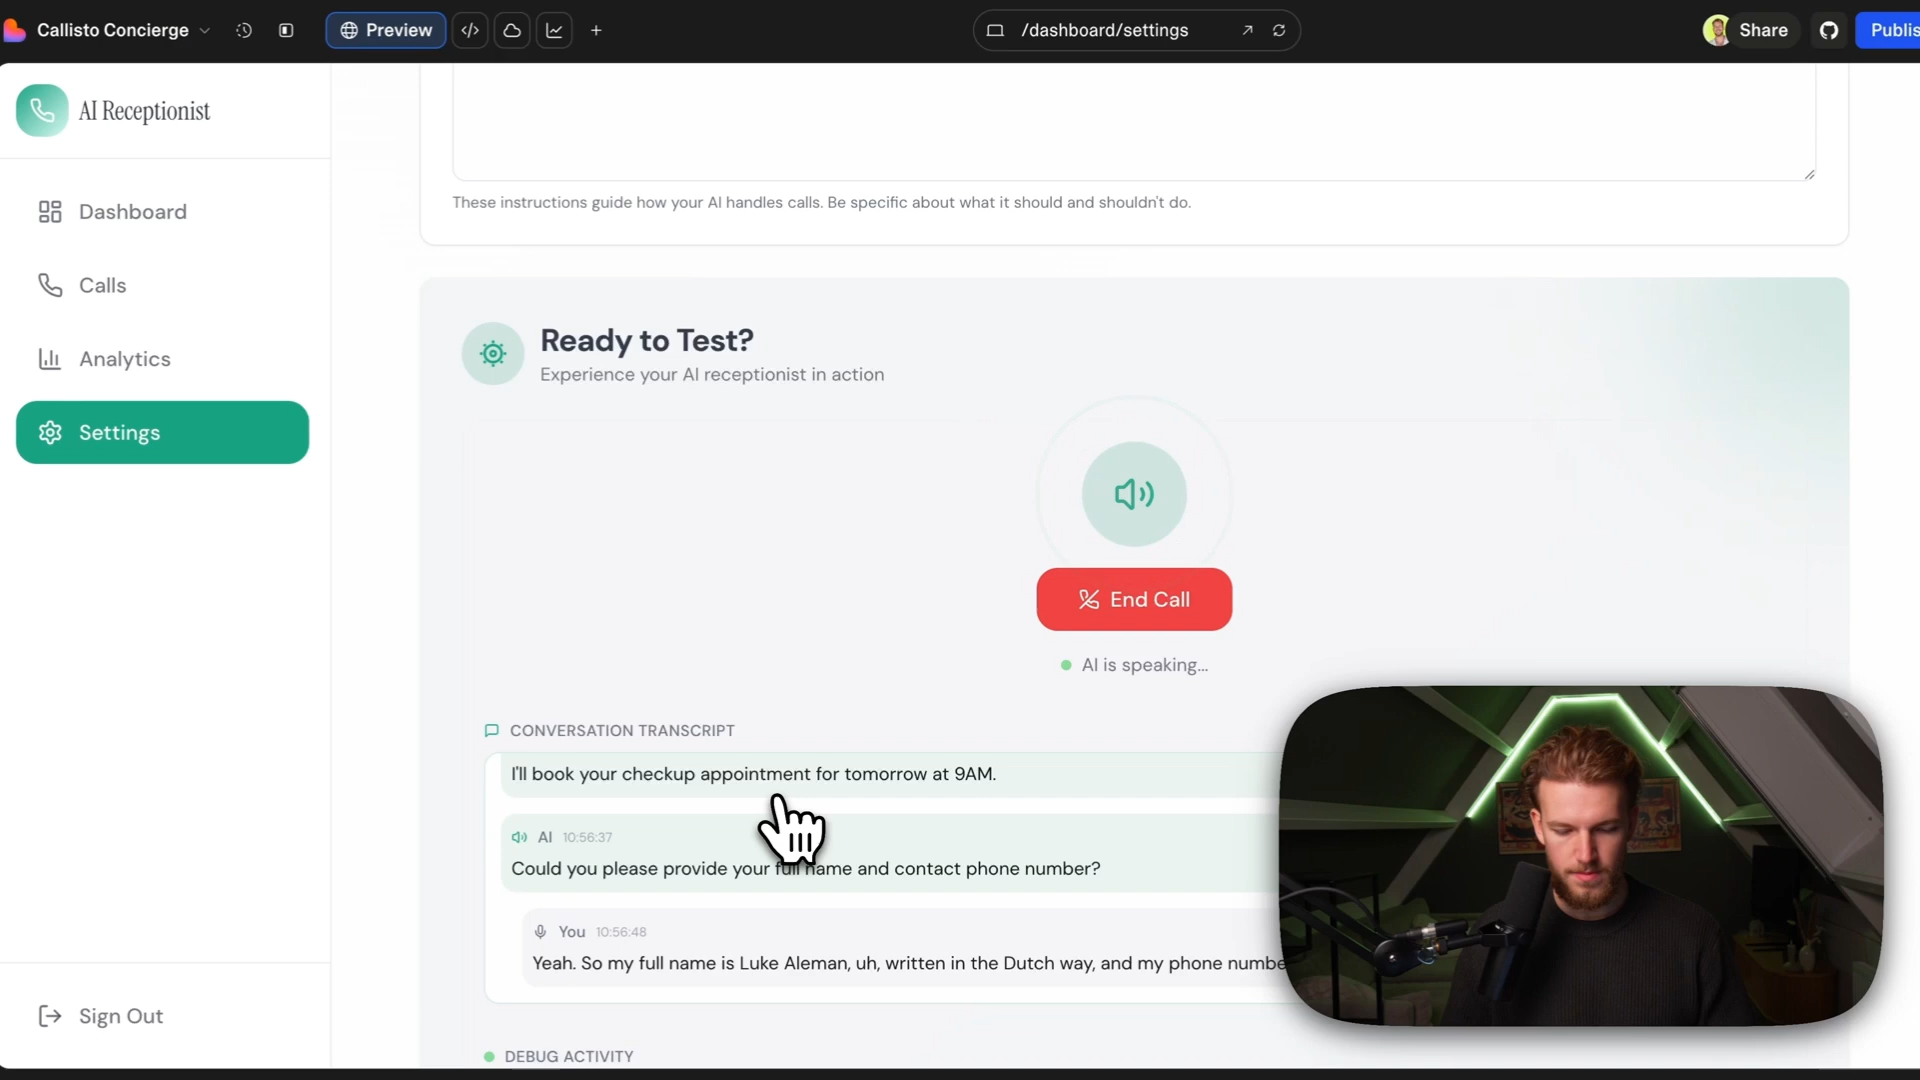 Callisto Concierge
Preview
/dashboard/settings
Share
Publis
AI Receptionist
Dashboard
Calls
Analytics
Settings
Sign Out
These instructions guide how your AI handles calls. Be specific about what it should and shouldn't do.
Ready to Test?
Experience your AI receptionist in action
End Call
AI is speaking...
CONVERSATION TRANSCRIPT
I'll book your checkup appointment for tomorrow at 9AM.
AI 10:56:37
Could you please provide your full name and contact phone number?
You 10:56:48
Yeah. So my full name is Luke Aleman, uh, written in the Dutch way, and my phone numbe
DEBUG ACTIVITY